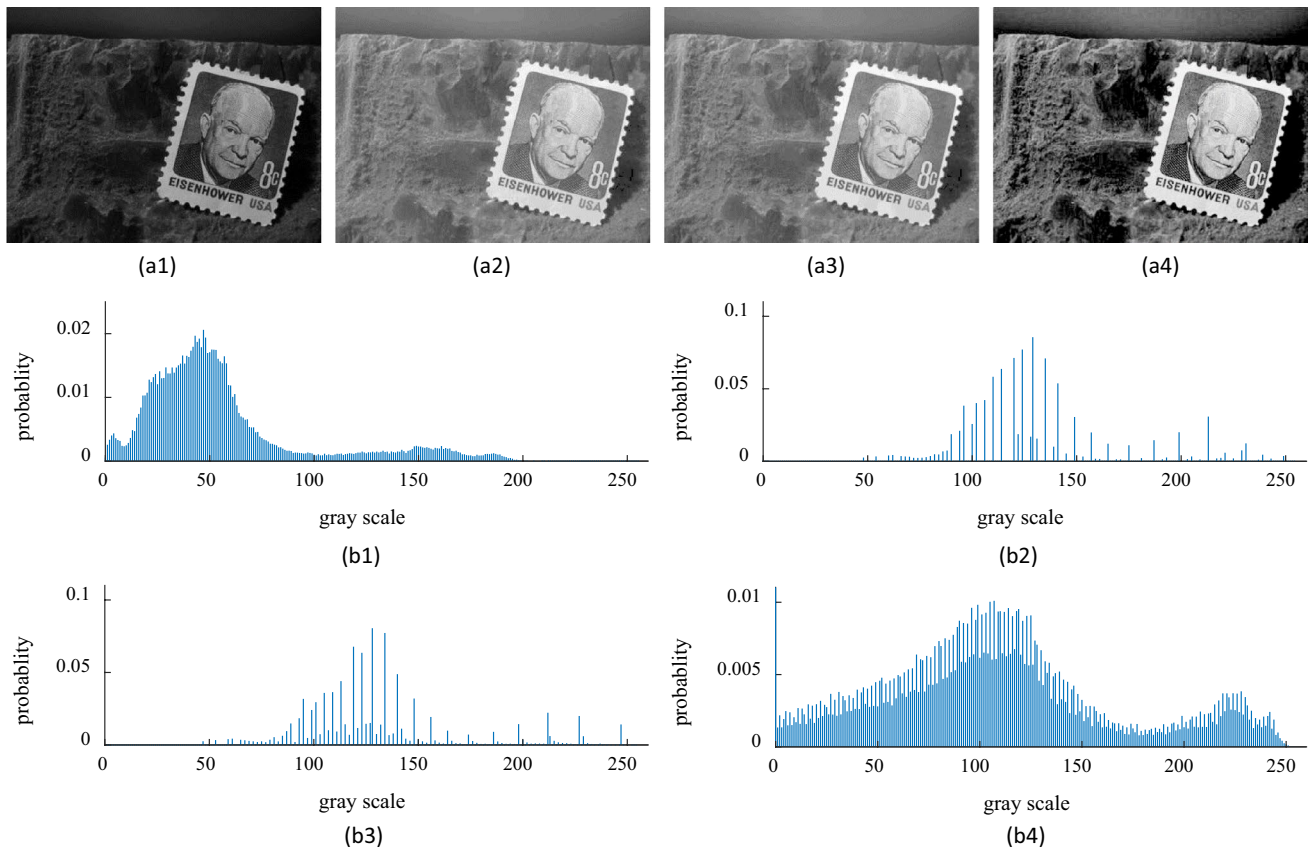 EISENHOWER USA 8c
EISENHOWER USA 8c
EISENHOWER USA 8c
EISENHOWER USA 8c
(a1) (a2) (a3) (a4)
0.02
0.01
0
probablity
0 50 100 150 200 250
gray scale
(b1)
0.1
0.05
0
probablity
0 50 100 150 200 250
gray scale
(b2)
0.1
0.05
0
probablity
0 50 100 150 200 250
gray scale
(b3)
0.01
0.005
0
probablity
0 50 100 150 200 250
gray scale
(b4)